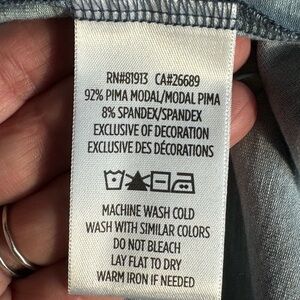 RN#81913 CA#26689
92% PIMA MODAL/MODAL PIMA
8% SPANDEX/SPANDEX
EXCLUSIVE OF DECORATION
EXCLUSIVE DES DÉCORATIONS
MACHINE WASH COLD
WASH WITH SIMILAR COLORS
DO NOT BLEACH
LAY FLAT TO DRY
WARM IRON IF NEEDED